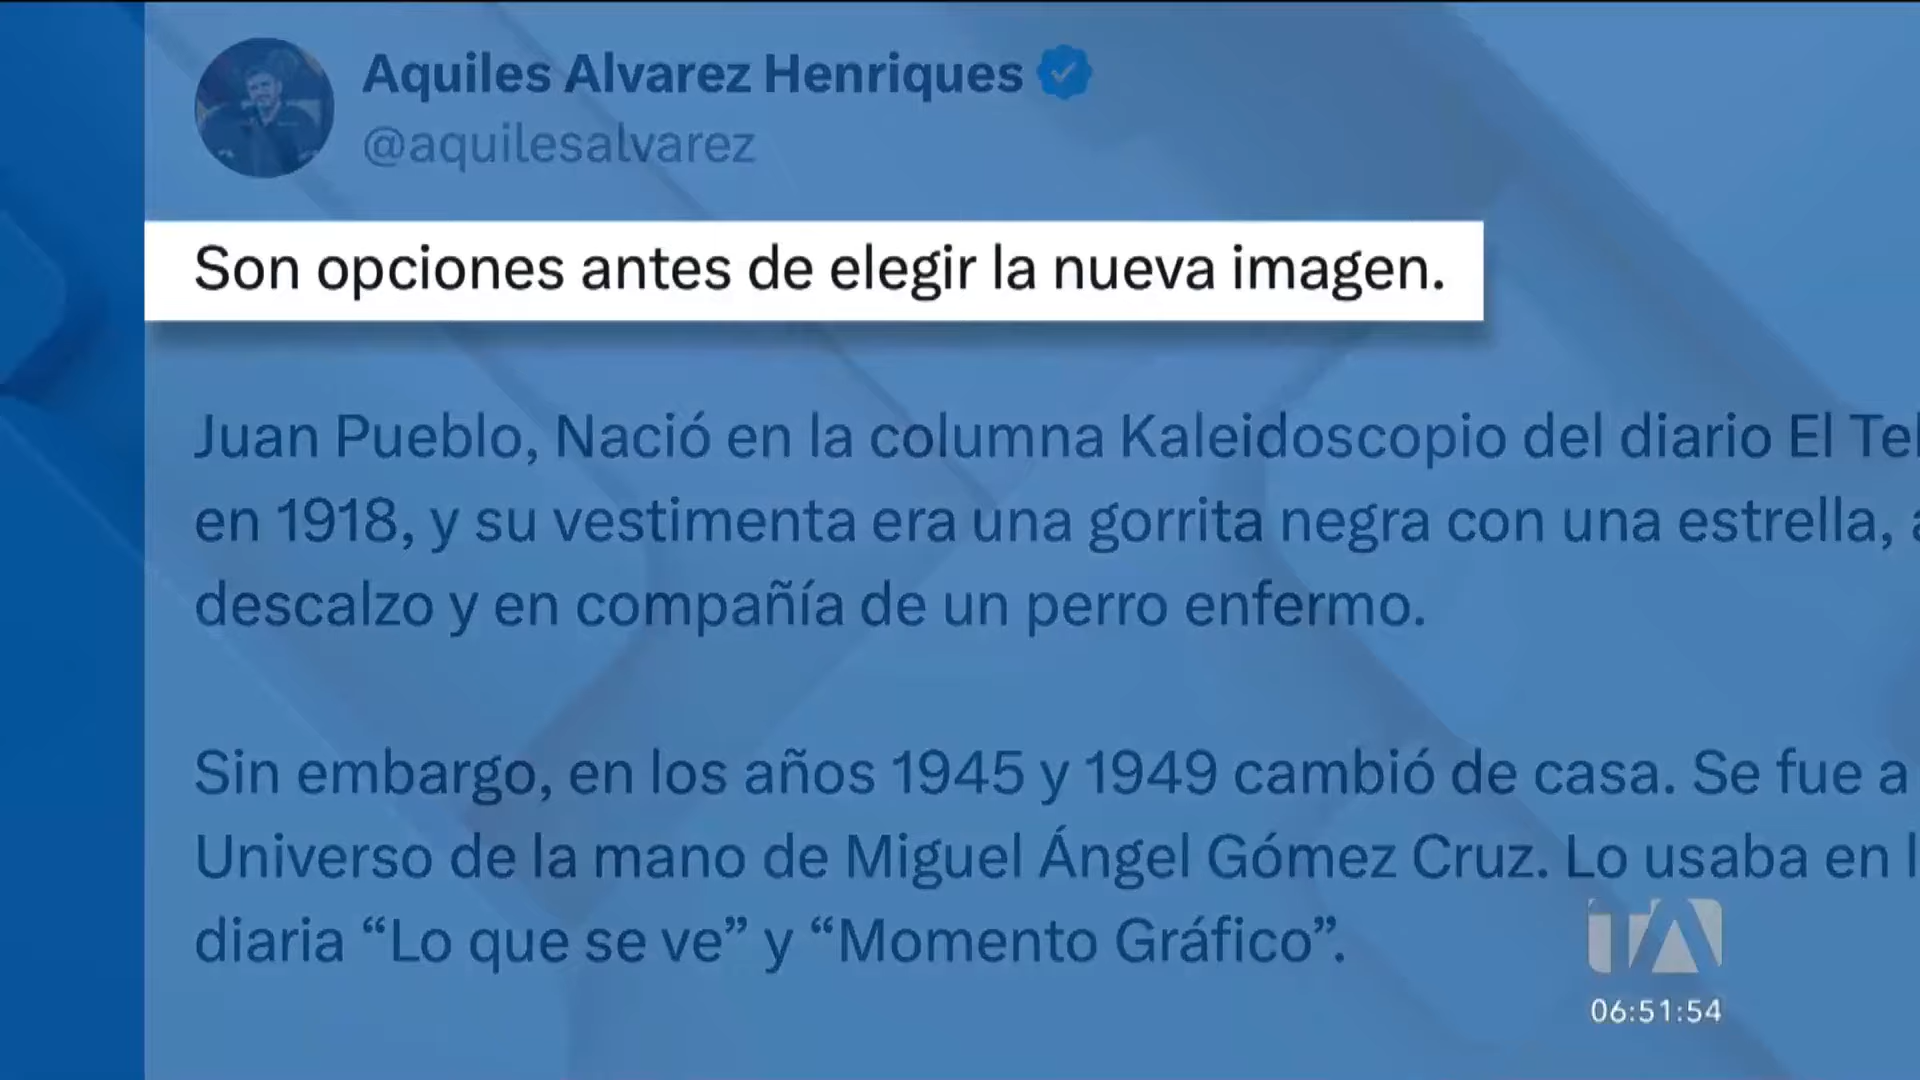 Aquiles Alvarez Henriques
@aquilesalvarez
Son opciones antes de elegir la nueva imagen.
Juan Pueblo, Nació en la columna Kaleidoscopio del diario El Tel
en 1918, y su vestimenta era una gorrita negra con una estrella,
descalzo y en compañía de un perro enfermo.
Sin embargo, en los años 1945 y 1949 cambió de casa. Se fue a
Universo de la mano de Miguel Ángel Gómez Cruz. Lo usaba en
diaria “Lo que se ve” y “Momento Gráfico”.
TA
06:51:54